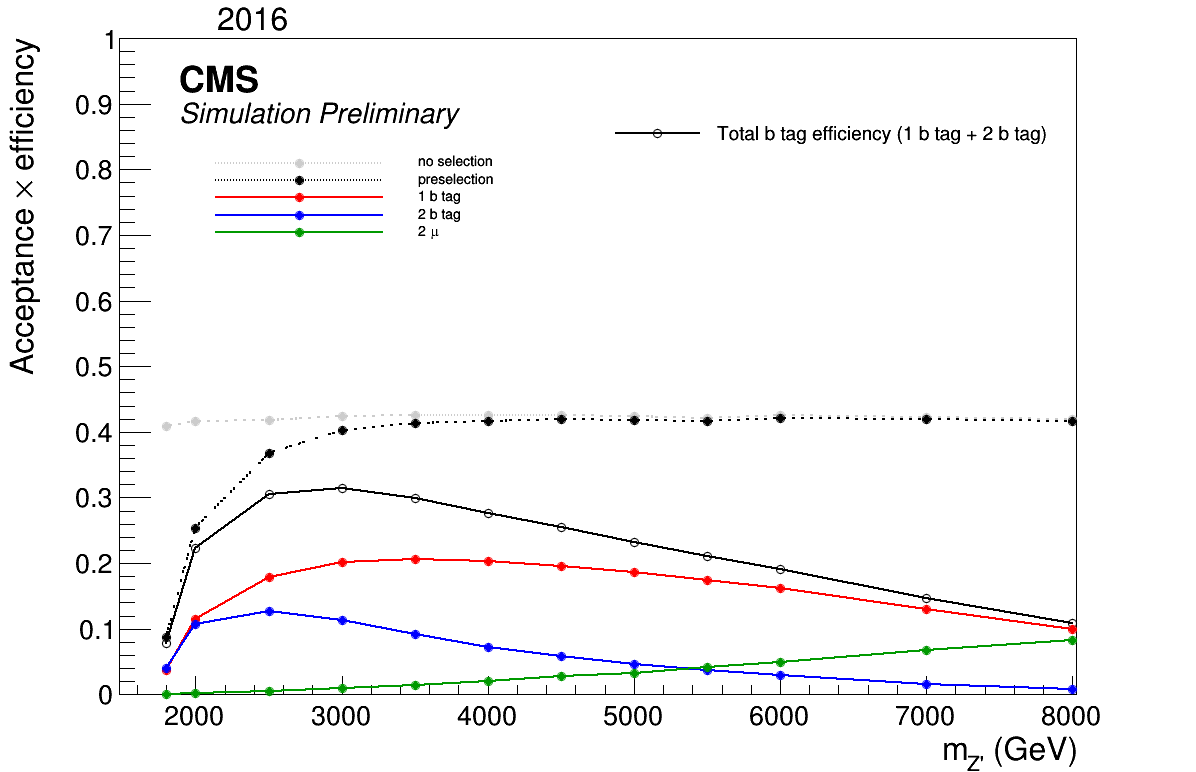 2016
CMS
Simulation Preliminary
no selection
preselection
1 b tag
2 b tag
2 μ
Total b tag efficiency (1 b tag + 2 b tag)
Acceptance × efficiency
1
0.9
0.8
0.7
0.6
0.5
0.4
0.3
0.2
0.1
0
2000 3000 4000 5000 6000 7000 8000
m_Z' (GeV)